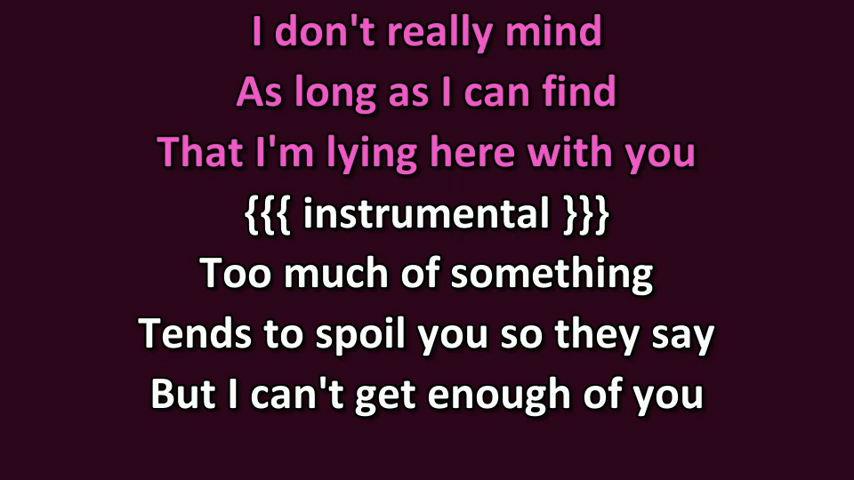 I don't really mind
As long as I can find
That I'm lying here with you
{{{ instrumental }}}
Too much of something
Tends to spoil you so they say
But I can't get enough of you